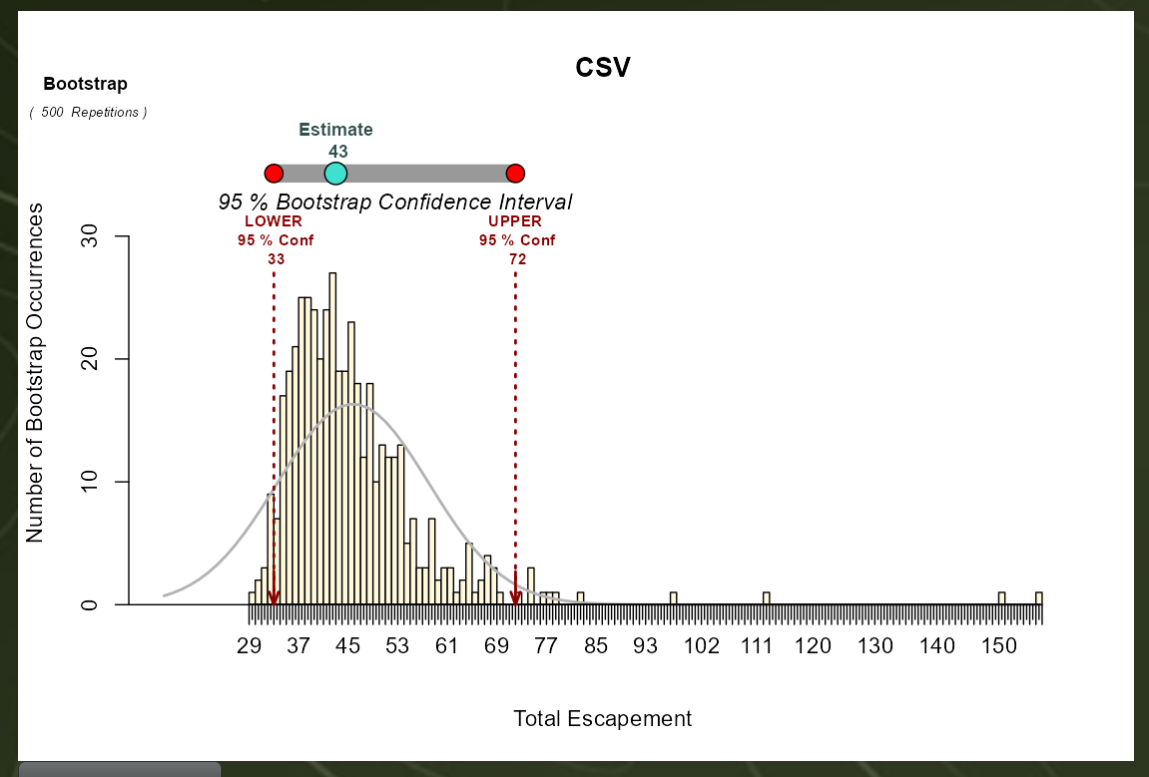 CSV
Bootstrap
( 500 Repetitions )
Estimate
43
95 % Bootstrap Confidence Interval
LOWER
95 % Conf
33
UPPER
95 % Conf
72
Number of Bootstrap Occurrences
30
20
10
0
29 37 45 53 61 69 77 85 93 102 111 120 130 140 150
Total Escapement